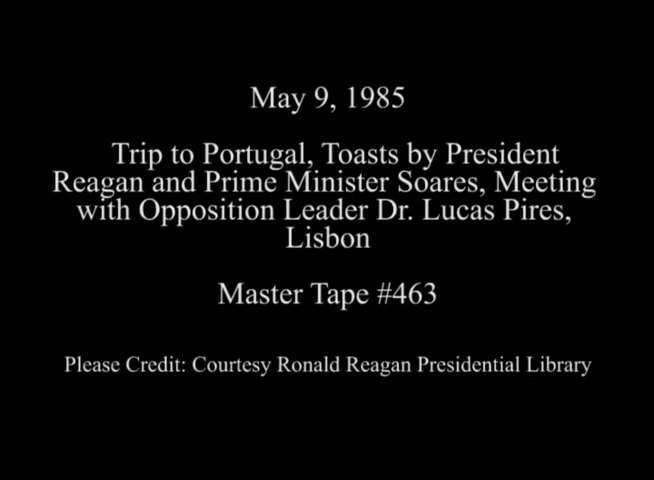 May 9, 1985
Trip to Portugal, Toasts by President
Reagan and Prime Minister Soares, Meeting
with Opposition Leader Dr. Lucas Pires,
Lisbon
Master Tape #463
Please Credit: Courtesy Ronald Reagan Presidential Library